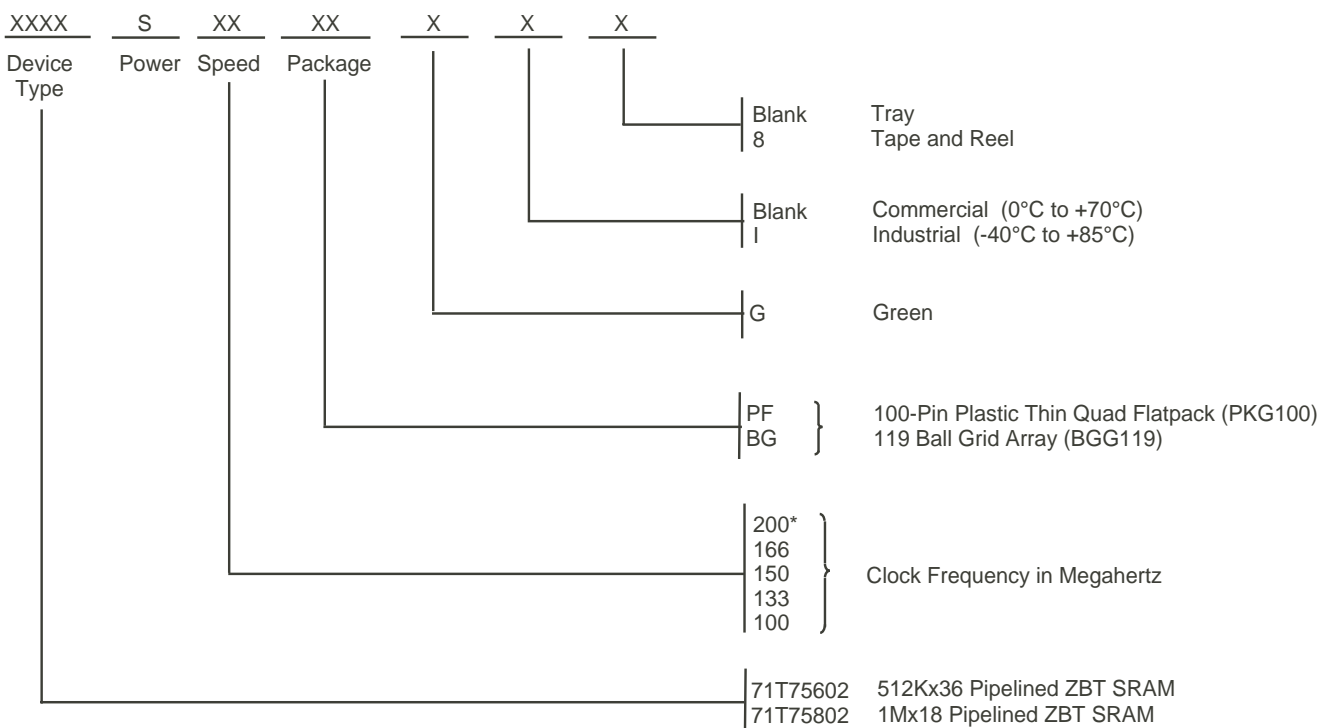 XXXX S XX XX X X X
Device Power Speed Package
Type
Blank Tray
8 Tape and Reel
Blank Commercial (0°C to +70°C)
I Industrial (-40°C to +85°C)
G Green
PF 100-Pin Plastic Thin Quad Flatpack (PKG100)
BG 119 Ball Grid Array (BGG119)
200*
166
150 Clock Frequency in Megahertz
133
100
71T75602 512Kx36 Pipelined ZBT SRAM
71T75802 1Mx18 Pipelined ZBT SRAM